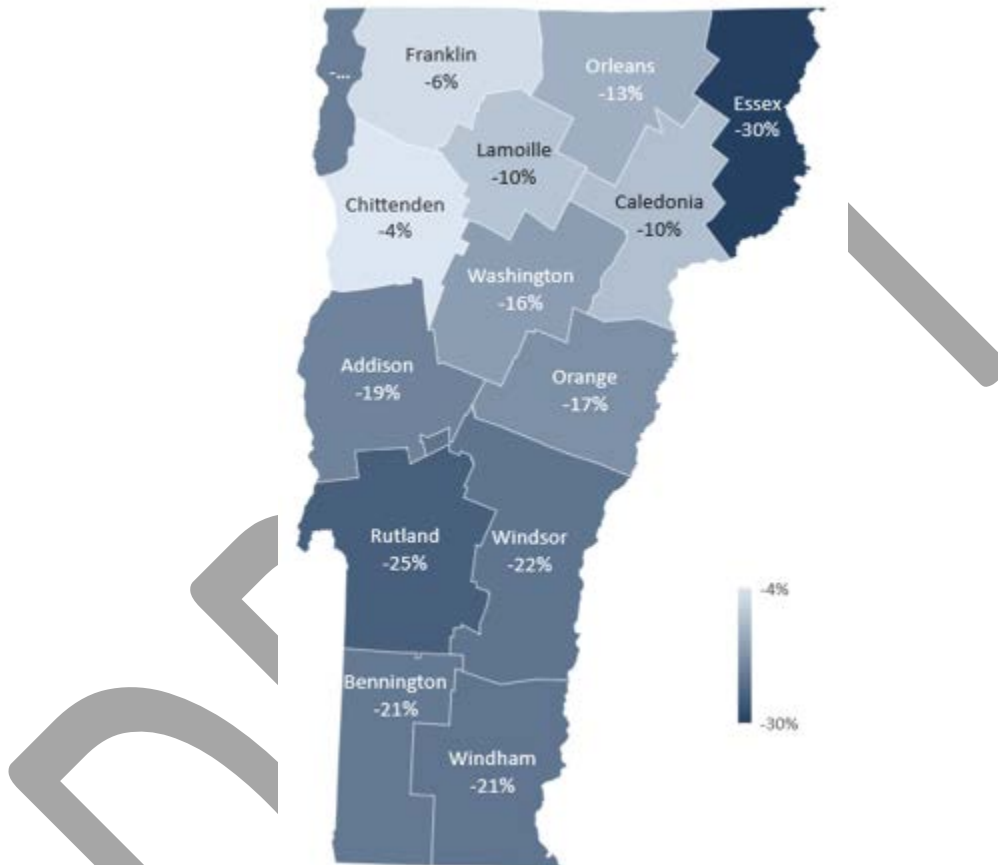 Franklin
-6%
Orleans
-13%
Essex
-30%
-...
Lamoille
-10%
Chittenden
-4%
Caledonia
-10%
Washington
-16%
Addison
-19%
Orange
-17%
Rutland
-25%
Windsor
-22%
-4%
-30%
Bennington
-21%
Windham
-21%